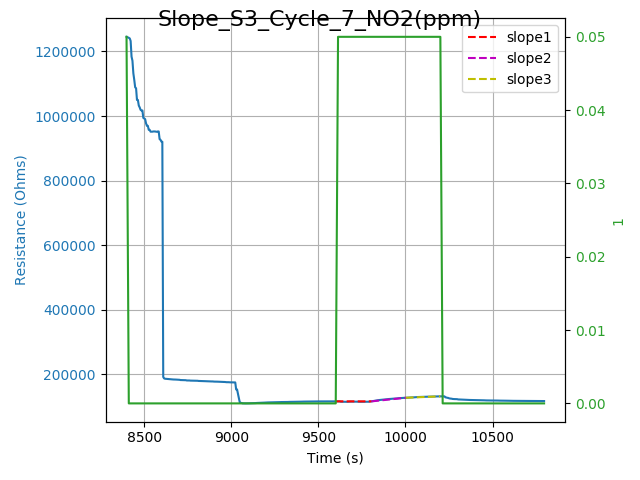 Slope_S3_Cycle_7_NO2(ppm)
slope1
slope2
slope3
1200000
1000000
800000
600000
400000
200000
Resistance (Ohms)
0.05
0.04
0.03
0.02
0.01
0.00
1
8500 9000 9500 10000 10500
Time (s)